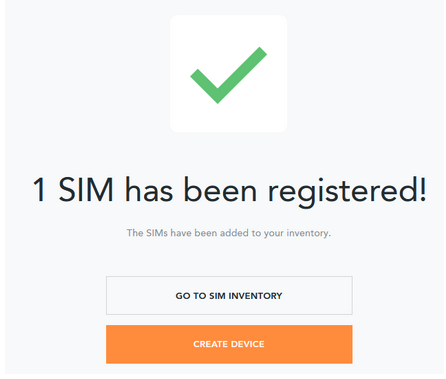 1 SIM has been registered!
The SIMs have been added to your inventory.
GO TO SIM INVENTORY
CREATE DEVICE